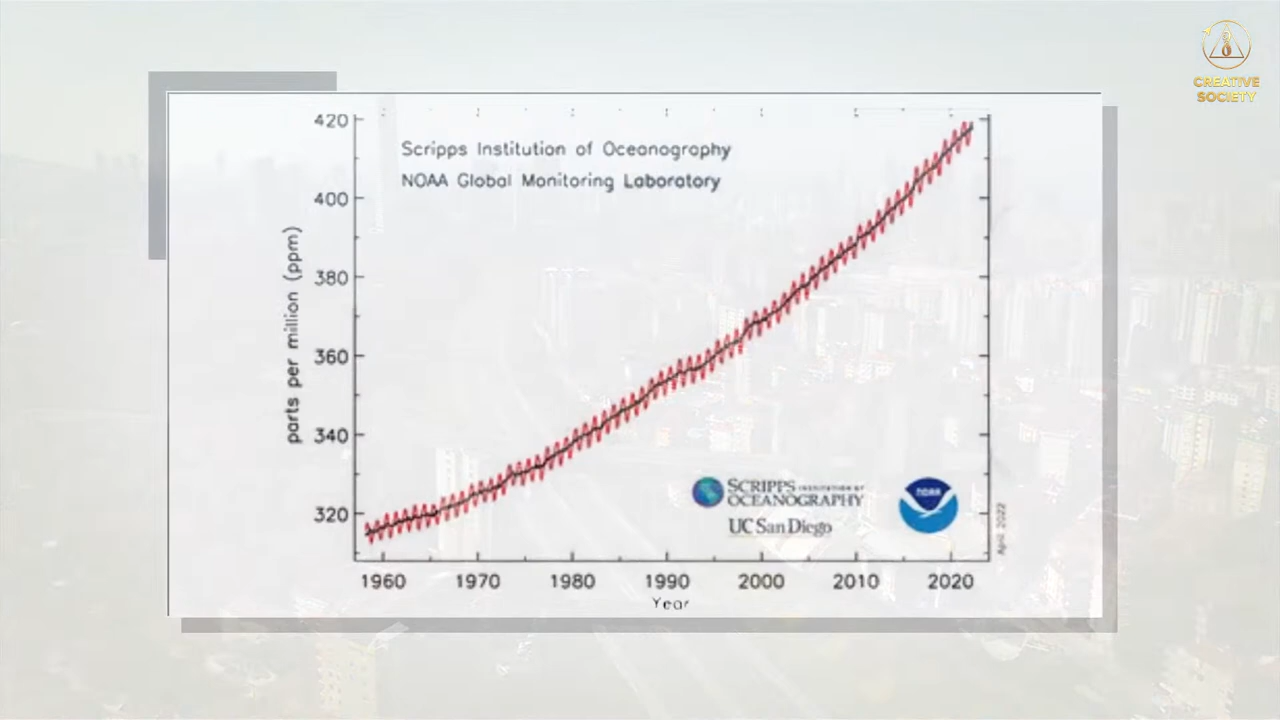 CREATIVE
SOCIETY
420
400
380
360
340
320
parts per million (ppm)
Scripps Institution of Oceanography
NOAA Global Monitoring Laboratory
SCRIPPS INSTITUTION OF
OCEANOGRAPHY
UC San Diego
NOAA
April 2022
1960 1970 1980 1990 2000 2010 2020
Year